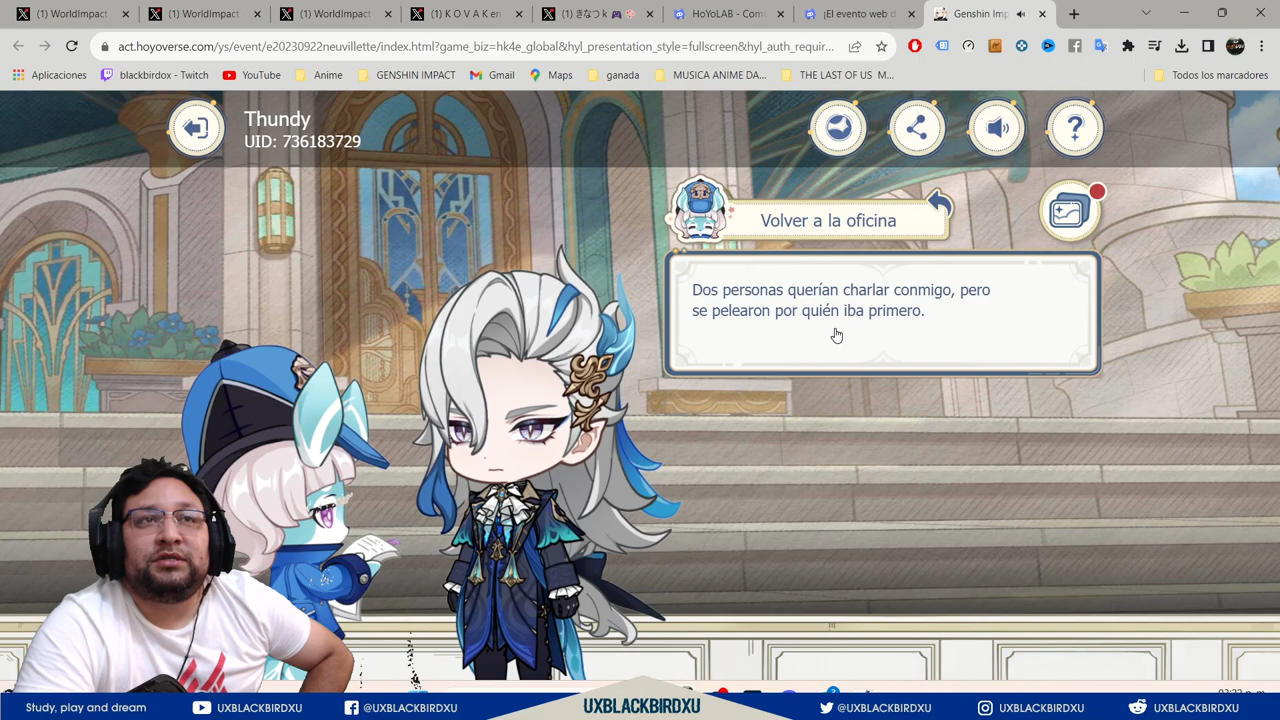 (1) WorldImpact
(1) WorldImpact
(1) WorldImpact
(1) K O V A K en
(1) きなつ
HoYoLAB - Com
¡El evento web d
Genshin Imp
act.hoyoverse.com/ys/event/e20230922neuvillette/index.html?game_biz=hk4e_global&hyl_presentation_style=fullscreen&hyl_auth_requir...
Aplicaciones
blackbirdox - Twitch
YouTube
Anime
GENSHIN IMPACT
Gmail
Maps
ganada
MUSICA ANIME DA...
THE LAST OF US M...
Todos los marcadores
Thundy
UID: 736183729
Volver a la oficina
Dos personas querían charlar conmigo, pero
se pelearon por quién iba primero.
Study, play and dream
UXBLACKBIRDXU
@UXBLACKBIRDXU
UXBLACKBIRDXU
@UXBLACKBIRDXU
UXBLACKBIRDXU
UXBLACKBIRDXU